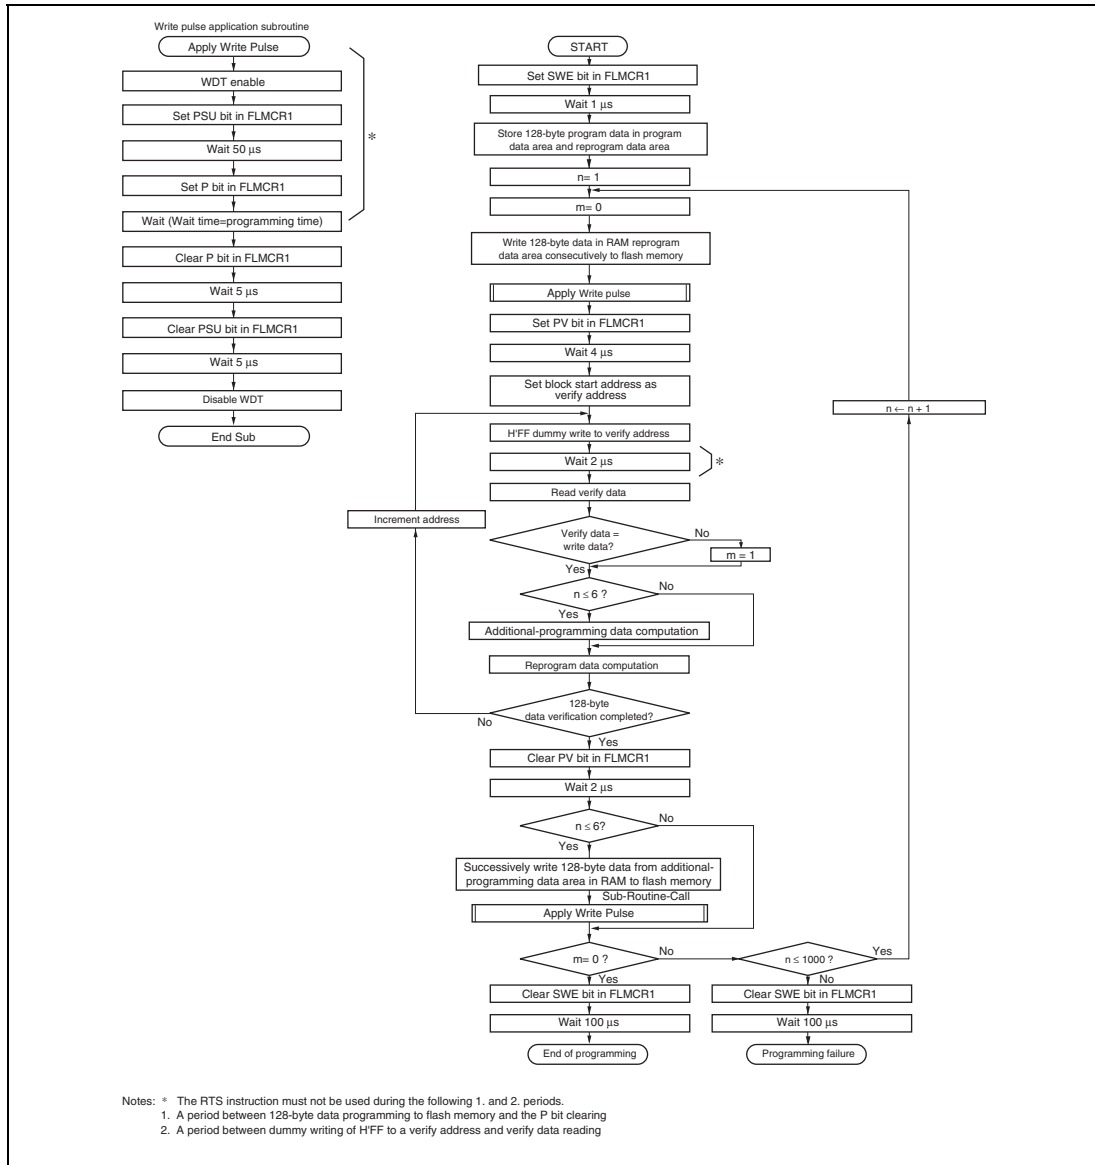 Write pulse application subroutine
Apply Write Pulse
WDT enable
Set PSU bit in FLMCR1
Wait 50 μs
Set P bit in FLMCR1
Wait (Wait time=programming time)
Clear P bit in FLMCR1
Wait 5 μs
Clear PSU bit in FLMCR1
Wait 5 μs
Disable WDT
End Sub
*
START
Set SWE bit in FLMCR1
Wait 1 μs
Store 128-byte program data in program
data area and reprogram data area
n= 1
m= 0
Write 128-byte data in RAM reprogram
data area consecutively to flash memory
Apply Write pulse
Set PV bit in FLMCR1
Wait 4 μs
Set block start address as
verify address
n ← n + 1
H'FF dummy write to verify address
Wait 2 μs
*
Read verify data
Increment address
Verify data =
write data?
No
m = 1
Yes
n ≤ 6 ?
No
Yes
Additional-programming data computation
Reprogram data computation
128-byte
data verification completed?
No
Yes
Clear PV bit in FLMCR1
Wait 2 μs
n ≤ 6?
No
Yes
Successively write 128-byte data from additional-
programming data area in RAM to flash memory
Sub-Routine-Call
Apply Write Pulse
m= 0 ?
No
n ≤ 1000 ?
Yes
Yes
No
Clear SWE bit in FLMCR1
Clear SWE bit in FLMCR1
Wait 100 μs
Wait 100 μs
End of programming
Programming failure
Notes: * The RTS instruction must not be used during the following 1. and 2. periods.
1. A period between 128-byte data programming to flash memory and the P bit clearing
2. A period between dummy writing of H'FF to a verify address and verify data reading